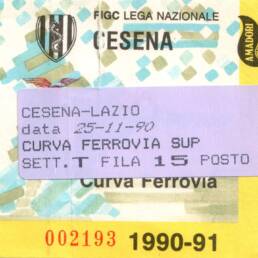 FIGC LEGA NAZIONALE
CESENA
AMADORI
CESENA-LAZIO
data 25-11-90
CURVA FERROVIA SUP
SETT.T FILA 15 POSTO
Curva Ferrovia
002193 1990-91